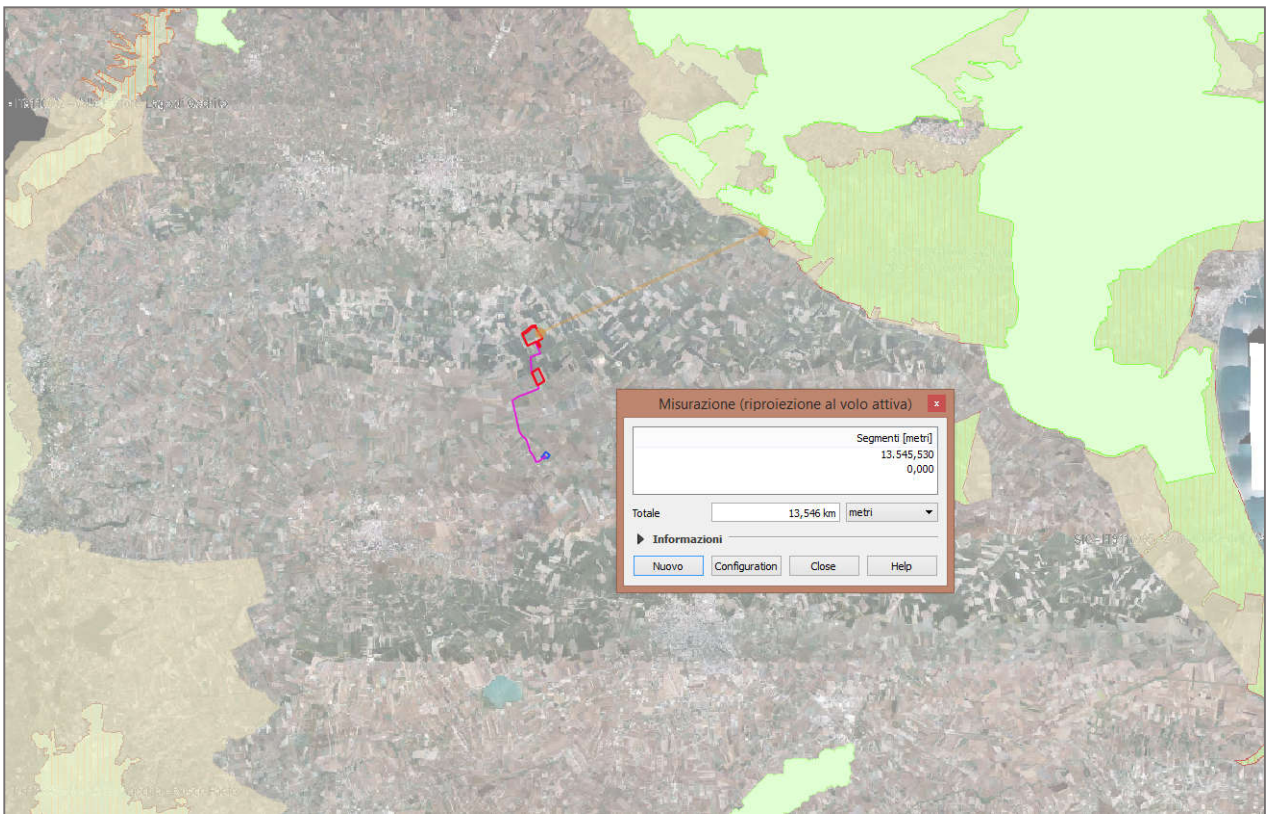 Misurazione (riproiezione al volo attiva)
x
Segmenti [metri]
13.545,530
0,000
Totale
13,546 km
metri
Informazioni
Nuovo
Configuration
Close
Help